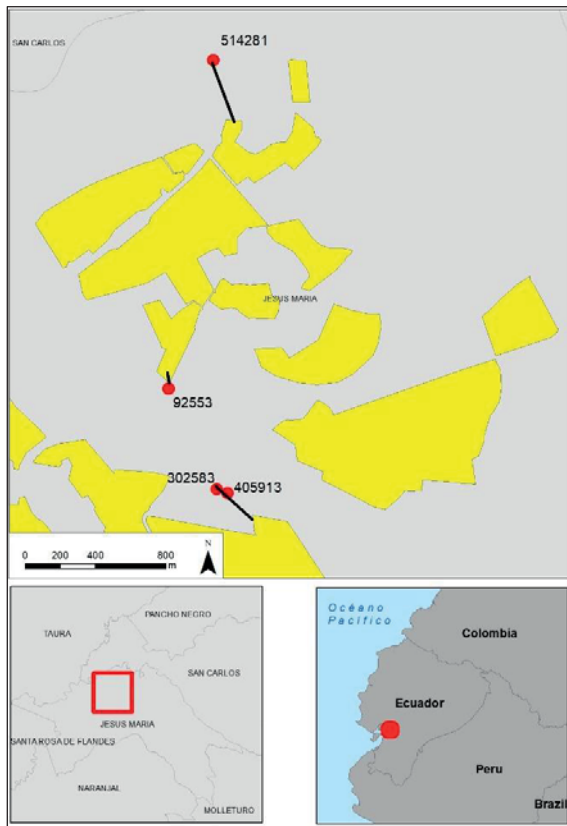 514281
SAN CARLOS
JESUS MARIA
92553
302583
405913
N
0 200 400 800
m
PANCHO NEGRO
TAURA
SAN CARLOS
JESUS MARIA
SANTA ROSA DE FLANDES
NARANJAL
MOLLETURO
Océano
Pacífico
Colombia
Ecuador
Peru
Brazil